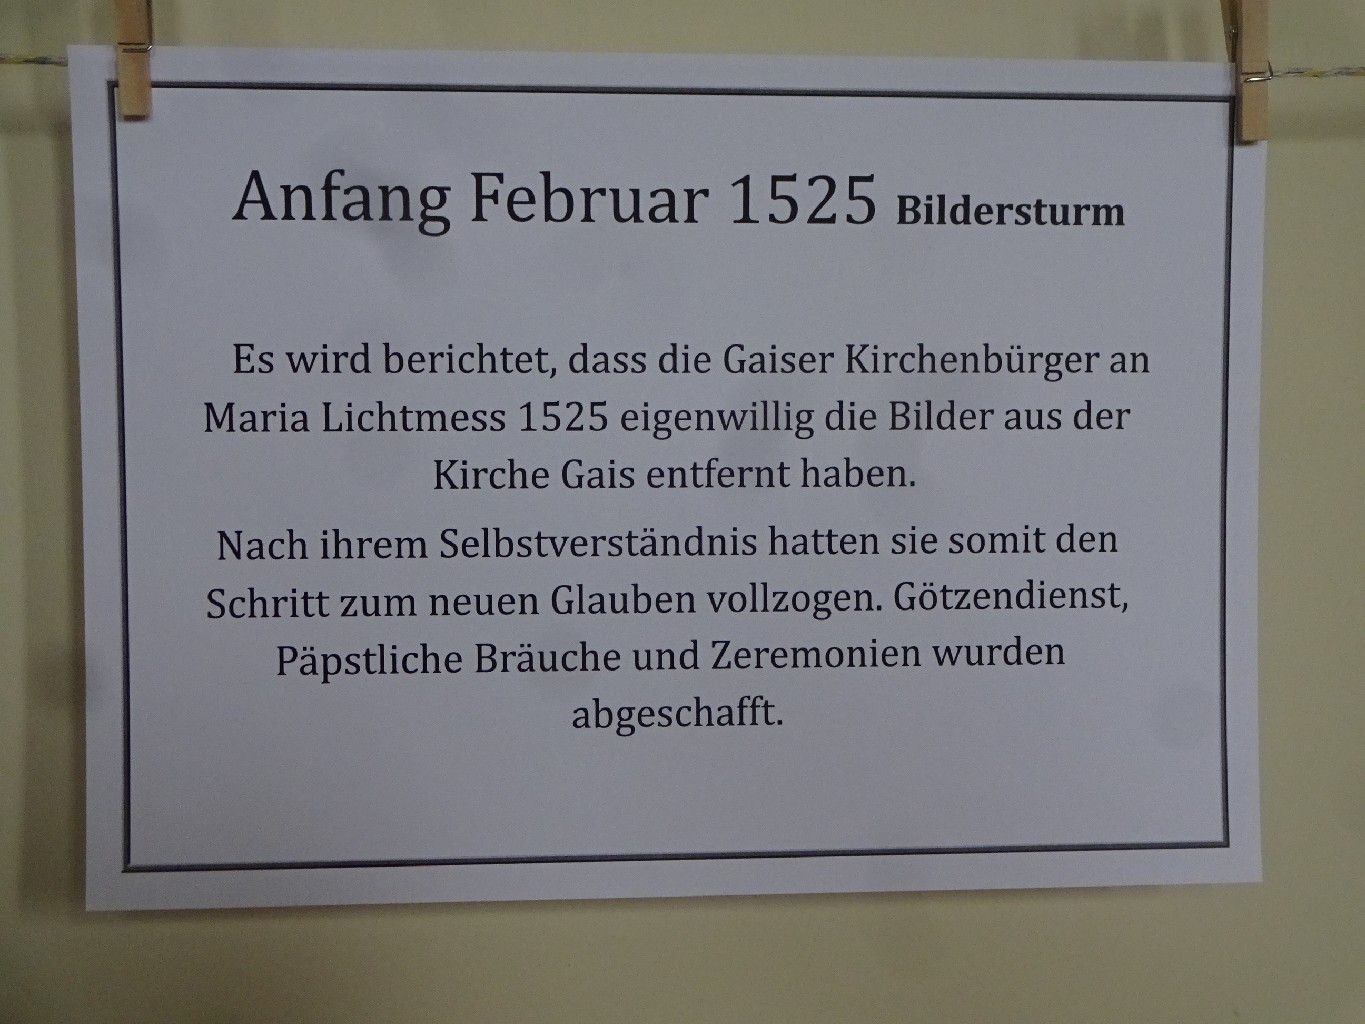 Anfang Februar 1525 Bildersturm
Es wird berichtet, dass die Gaiser Kirchenbürger an
Maria Lichtmess 1525 eigenwillig die Bilder aus der
Kirche Gais entfernt haben.
Nach ihrem Selbstverständnis hatten sie somit den
Schritt zum neuen Glauben vollzogen. Götzendienst,
Päpstliche Bräuche und Zeremonien wurden
abgeschafft.